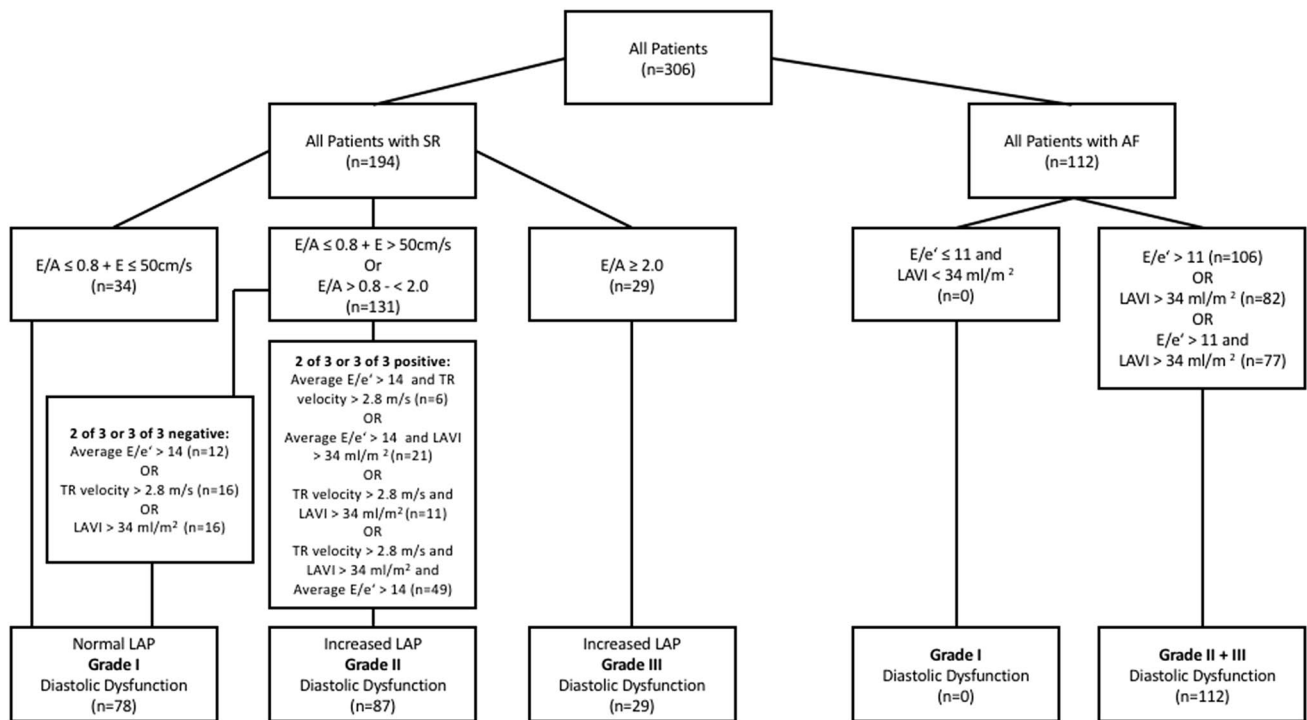 All Patients
(n=306)
All Patients with SR
(n=194)
All Patients with AF
(n=112)
E/A ≤ 0.8 + E ≤ 50cm/s
(n=34)
E/A ≤ 0.8 + E > 50cm/s
Or
E/A > 0.8 - < 2.0
(n=131)
E/A ≥ 2.0
(n=29)
E/e‘ ≤ 11 and
LAVI < 34 ml/m ²
(n=0)
E/e‘ > 11 (n=106)
OR
LAVI > 34 ml/m ² (n=82)
OR
E/e‘ > 11 and
LAVI > 34 ml/m ² (n=77)
2 of 3 or 3 of 3 negative:
Average E/e‘ > 14 (n=12)
OR
TR velocity > 2.8 m/s (n=16)
OR
LAVI > 34 ml/m² (n=16)
2 of 3 or 3 of 3 positive:
Average E/e‘ > 14 and TR
velocity > 2.8 m/s (n=6)
OR
Average E/e‘ > 14 and LAVI
> 34 ml/m ² (n=21)
OR
TR velocity > 2.8 m/s and
LAVI > 34 ml/m² (n=11)
OR
TR velocity > 2.8 m/s and
LAVI > 34 ml/m² and
Average E/e‘ > 14 (n=49)
Normal LAP
Grade I
Diastolic Dysfunction
(n=78)
Increased LAP
Grade II
Diastolic Dysfunction
(n=87)
Increased LAP
Grade III
Diastolic Dysfunction
(n=29)
Grade I
Diastolic Dysfunction
(n=0)
Grade II + III
Diastolic Dysfunction
(n=112)